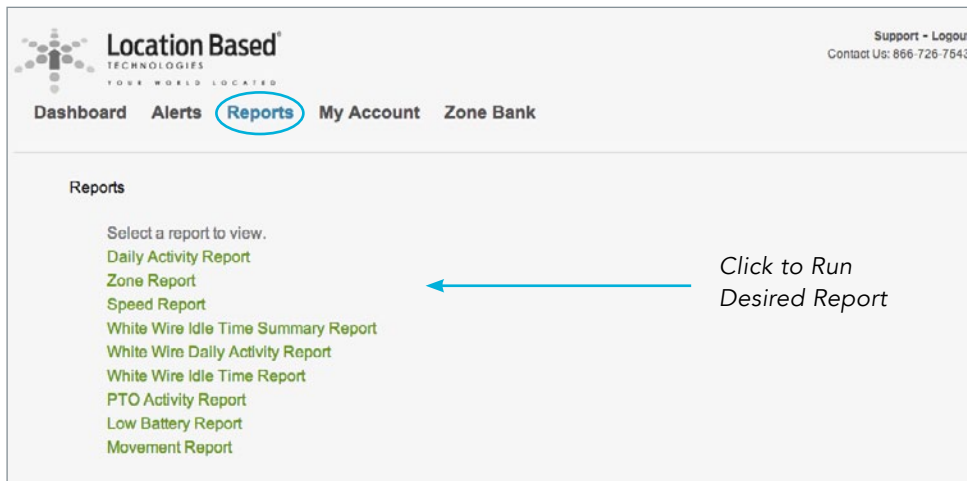 Location Based
TECHNOLOGIES
YOUR WORLD LOCATED
Support - Logout
Contact Us: 866-726-7543
Dashboard Alerts Reports My Account Zone Bank
Reports
Select a report to view.
Daily Activity Report
Zone Report
Speed Report
White Wire Idle Time Summary Report
White Wire Daily Activity Report
White Wire Idle Time Report
PTO Activity Report
Low Battery Report
Movement Report
Click to Run
Desired Report